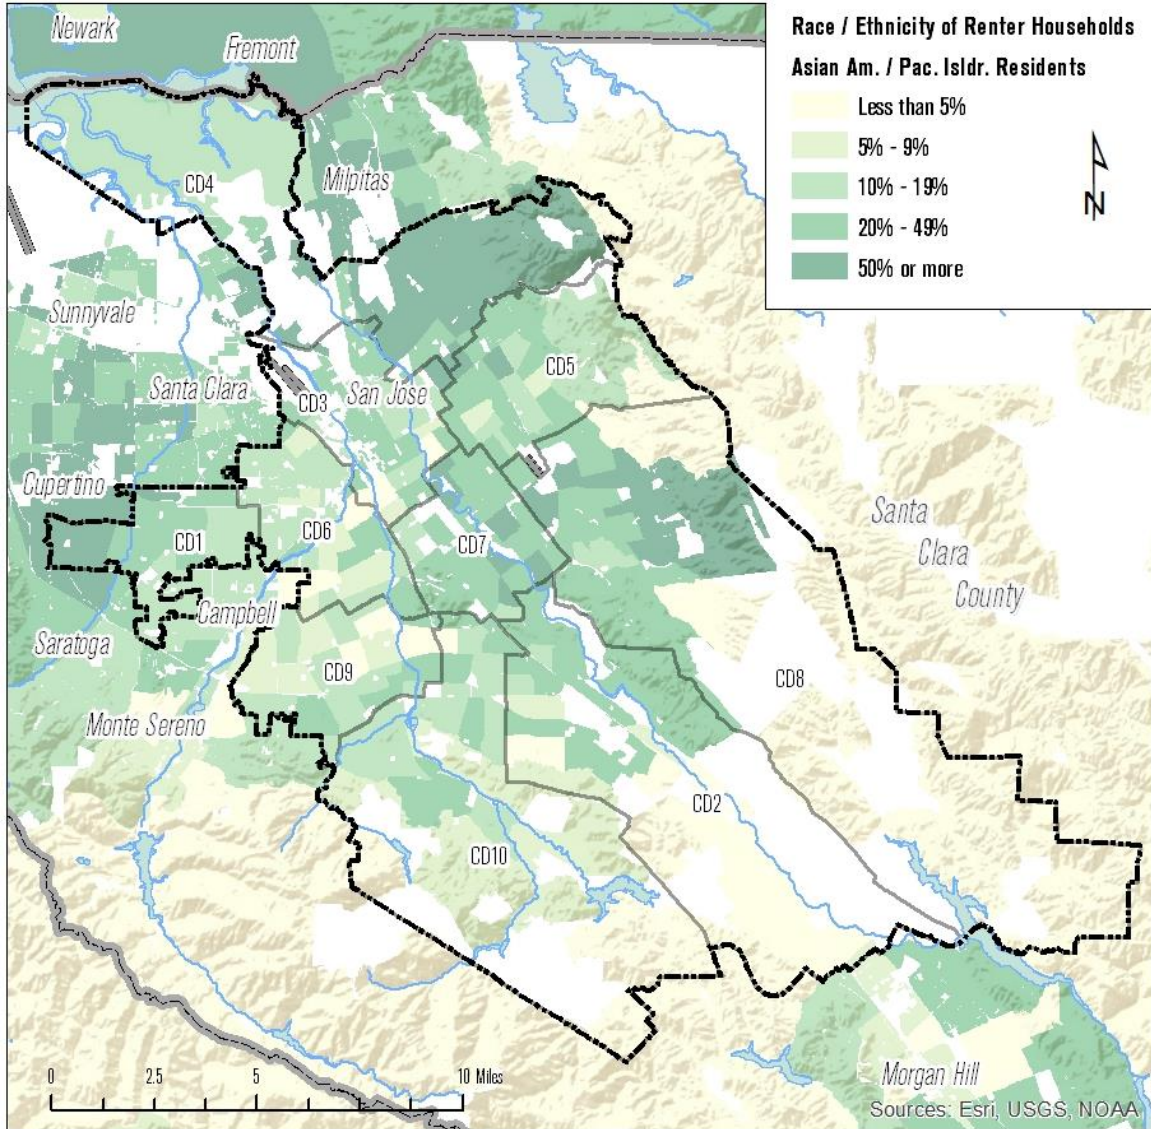 Race / Ethnicity of Renter Households
Asian Am. / Pac. Isldr. Residents
Less than 5%
5% - 9%
10% - 19%
20% - 49%
50% or more
N
Newark
Fremont
CD4
Milpitas
Sunnyvale
Santa Clara
CD3
San Jose
CD5
Cupertino
CD1
CD6
CD7
Santa
Clara
County
Campbell
Saratoga
CD9
CD8
Monte Sereno
CD2
CD10
Morgan Hill
0 2.5 5 10 Miles
Sources: Esri, USGS, NOAA